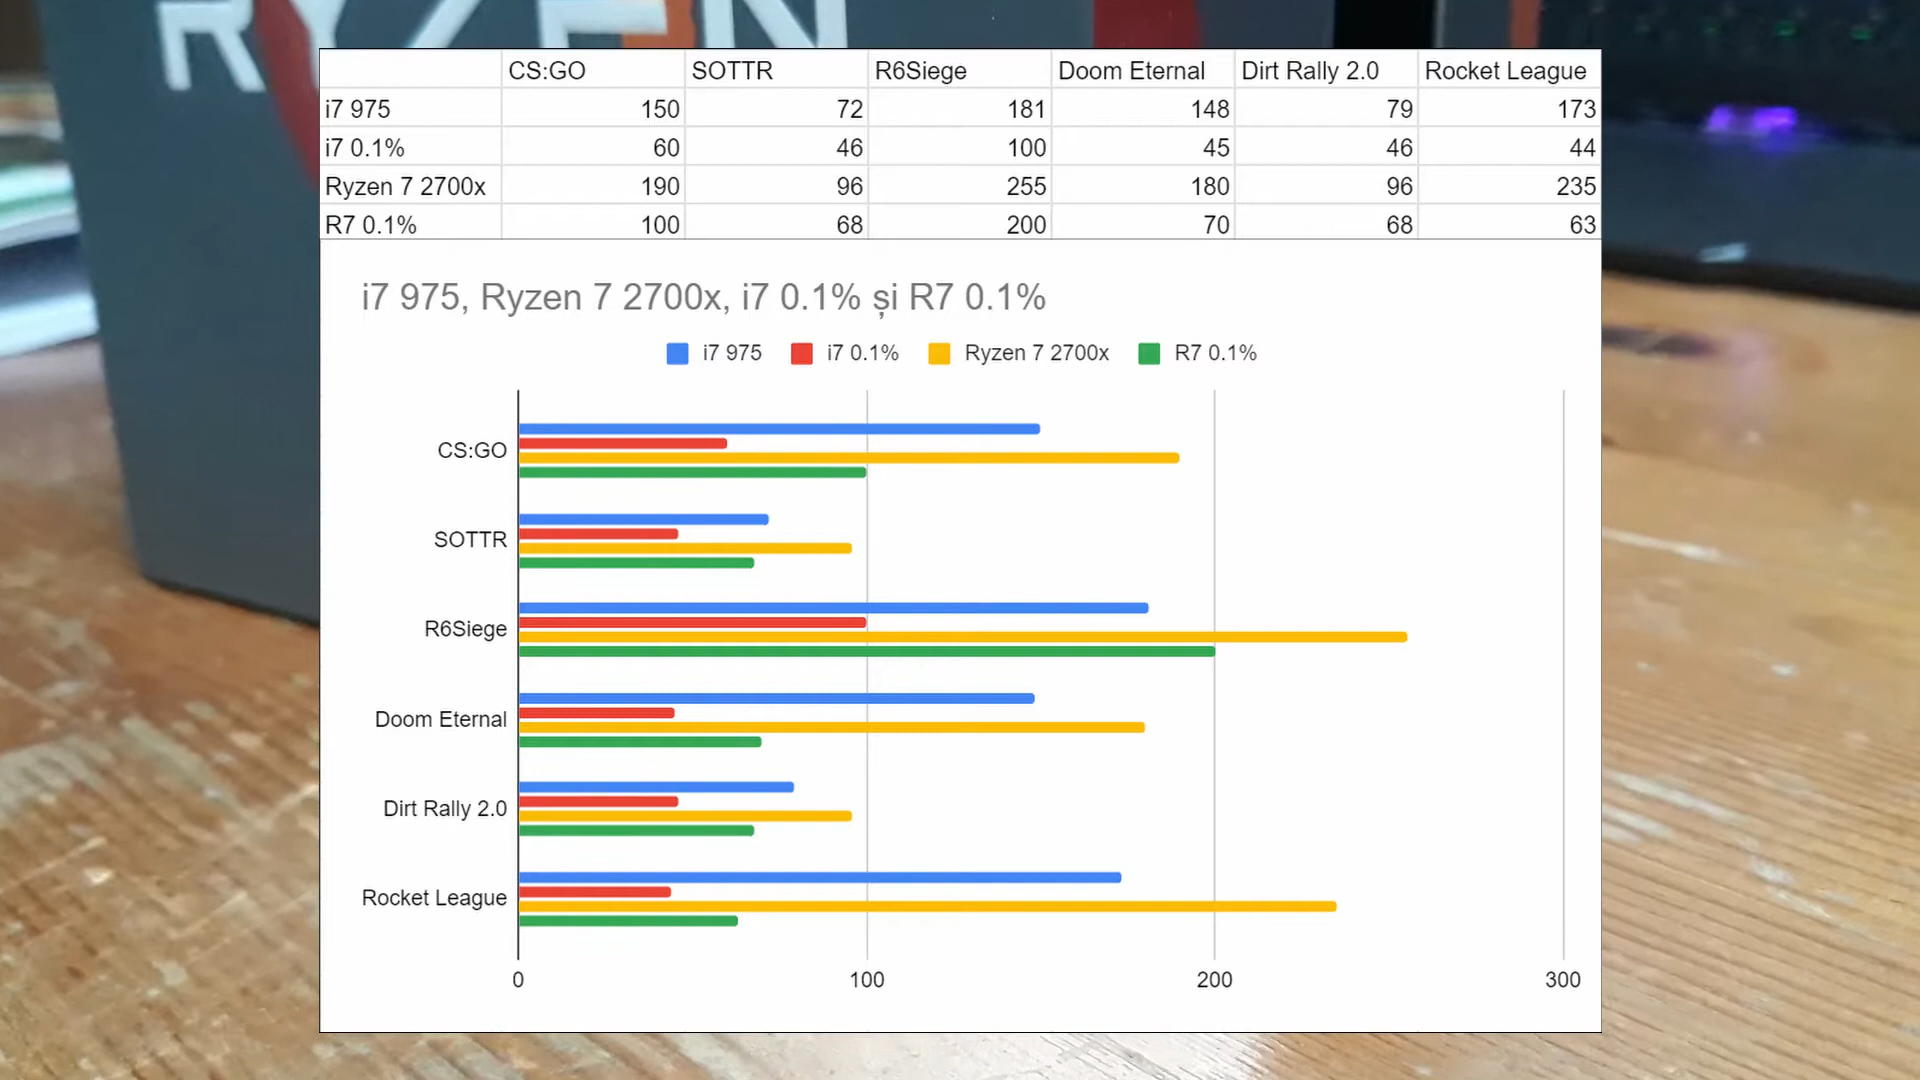 RYZEN
CS:GO SOTTR R6Siege Doom Eternal Dirt Rally 2.0 Rocket League
i7 975 150 72 181 148 79 173
i7 0.1% 60 46 100 45 46 44
Ryzen 7 2700x 190 96 255 180 96 235
R7 0.1% 100 68 200 70 68 63
i7 975, Ryzen 7 2700x, i7 0.1% și R7 0.1%
i7 975 i7 0.1% Ryzen 7 2700x R7 0.1%
CS:GO
SOTTR
R6Siege
Doom Eternal
Dirt Rally 2.0
Rocket League
0 100 200 300